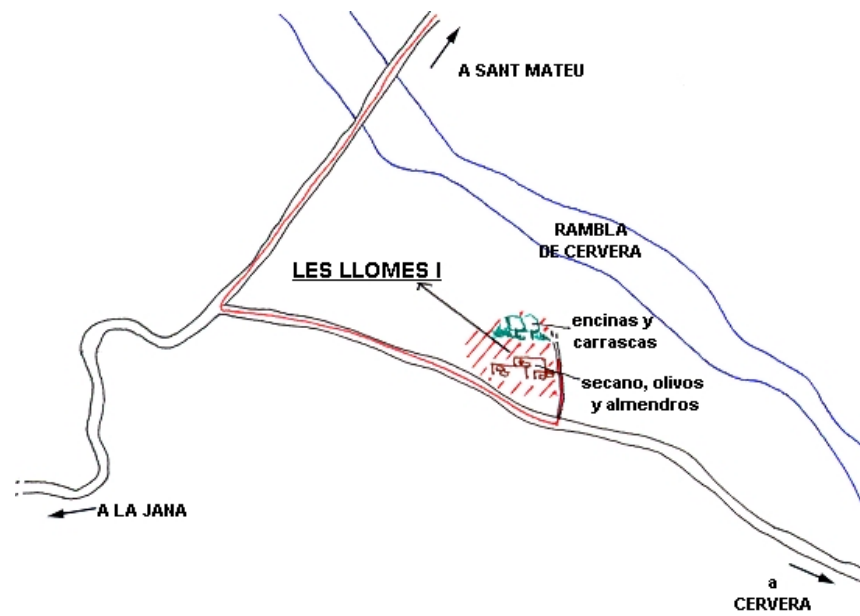 A SANT MATEU
RAMBLA
DE CERVERA
LES LLOMES I
encinas y
carrascas
secano, olivos
y almendros
A LA JANA
a
CERVERA